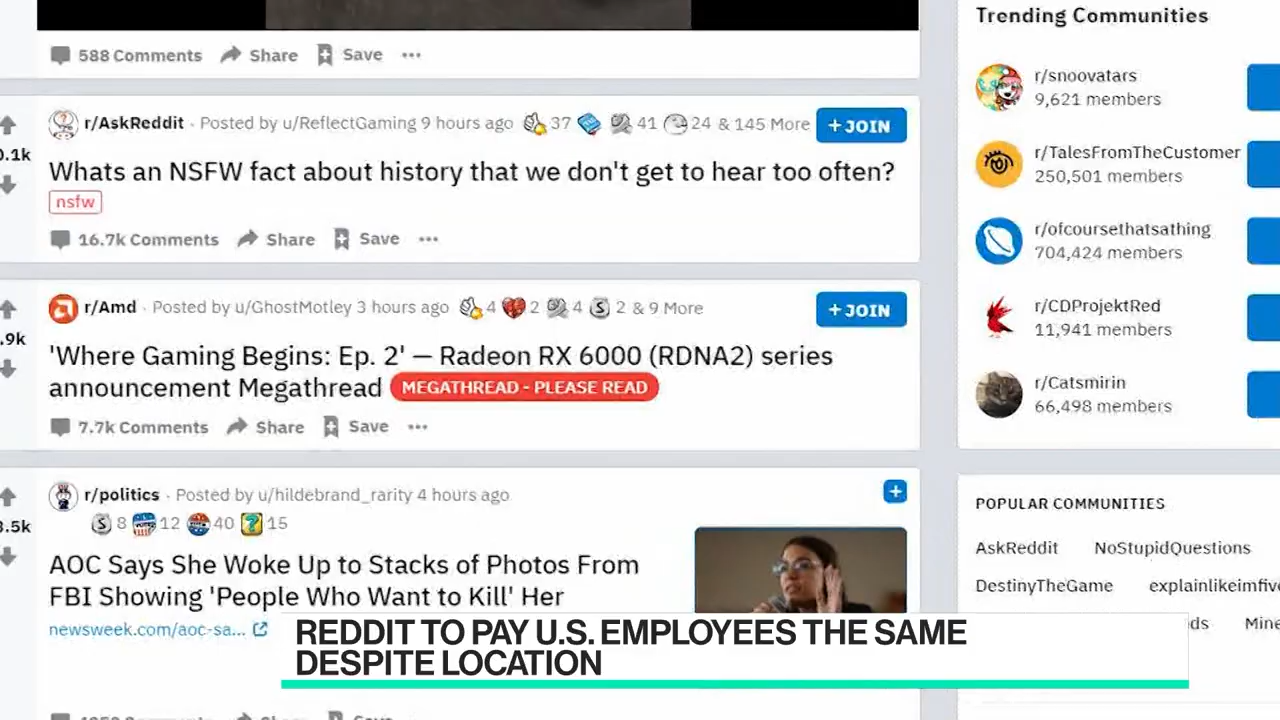 588 Comments Share Save
r/AskReddit · Posted by u/ReflectGaming 9 hours ago 37 41 24 & 145 More + JOIN
0.1k
Whats an NSFW fact about history that we don't get to hear too often?
nsfw
16.7k Comments Share Save
r/Amd · Posted by u/GhostMotley 3 hours ago 4 2 4 S 2 & 9 More + JOIN
.9k
'Where Gaming Begins: Ep. 2' — Radeon RX 6000 (RDNA2) series
announcement Megathread MEGATHREAD - PLEASE READ
7.7k Comments Share Save
r/politics · Posted by u/hildebrand_rarity 4 hours ago
S 8 12 40 ? 15
3.5k
AOC Says She Woke Up to Stacks of Photos From
FBI Showing 'People Who Want to Kill' Her
newsweek.com/aoc-sa...
Trending Communities
r/snoovatars
9,621 members
r/TalesFromTheCustomer
250,501 members
r/ofcoursethatsathing
704,424 members
r/CDProjektRed
11,941 members
r/Catsmirin
66,498 members
POPULAR COMMUNITIES
AskReddit NoStupidQuestions
DestinyTheGame explainlikeimfive
ds Mine
REDDIT TO PAY U.S. EMPLOYEES THE SAME
DESPITE LOCATION